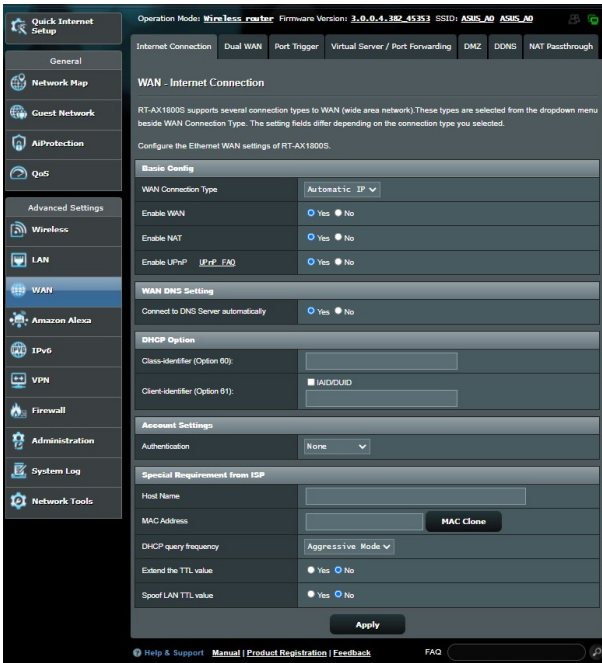 Quick Internet
Setup
Operation Mode: Wireless router Firmware Version: 3.0.0.4.382_45353 SSID: ASUS_AO ASUS_AO
General
Network Map
Guest Network
AiProtection
QoS
Advanced Settings
Wireless
LAN
WAN
Amazon Alexa
IPv6
VPN
Firewall
Administration
System Log
Network Tools
Internet Connection Dual WAN Port Trigger Virtual Server / Port Forwarding DMZ DDNS NAT Passthrough
WAN - Internet Connection
RT-AX1800S supports several connection types to WAN (wide area network).These types are selected from the dropdown menu
beside WAN Connection Type. The setting fields differ depending on the connection type you selected.
Configure the Ethernet WAN settings of RT-AX1800S.
Basic Config
WAN Connection Type Automatic IP
Enable WAN Yes No
Enable NAT Yes No
Enable UPnP UPnP FAQ Yes No
WAN DNS Setting
Connect to DNS Server automatically Yes No
DHCP Option
Class-identifier (Option 60):
Client-identifier (Option 61): IAID/DUID
Account Settings
Authentication None
Special Requirement from ISP
Host Name
MAC Address MAC Clone
DHCP query frequency Aggressive Mode
Extend the TTL value Yes No
Spoof LAN TTL value Yes No
Apply
Help & Support Manual | Product Registration | Feedback FAQ